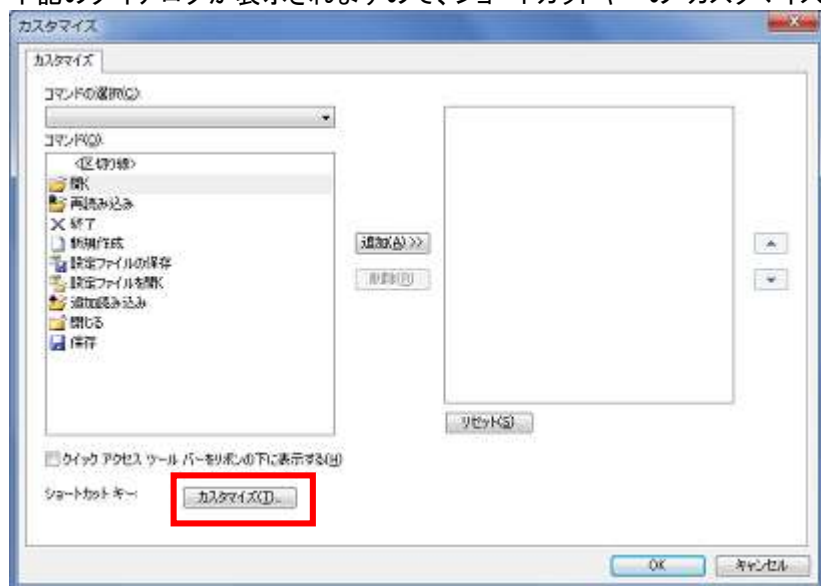 下記のダイアログが表示されますので、ショートカットキーの「カスタマイズ
カスタマイズ
カスタマイズ
コマンドの選択(C):
コマンド(O):
<区切り線>
開く
再読み込み
終了
新規作成
設定ファイルの保存
設定ファイルを開く
追加読み込み
閉じる
保存
追加(A) >>
削除(R)
リセット(S)
クイック アクセス ツール バーをリボンの下に表示する(H)
ショートカット キー:
カスタマイズ(T)...
OK
キャンセル